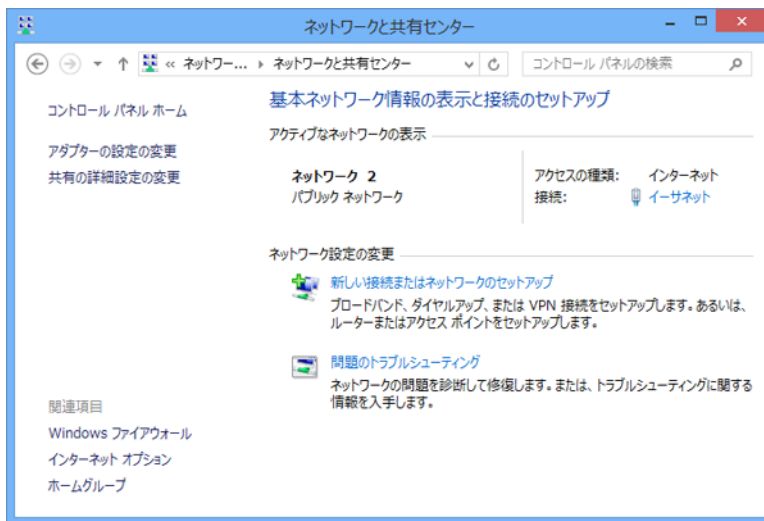 ネットワークと共有センター
« ネットワー... ネットワークと共有センター
コントロール パネルの検索
コントロール パネル ホーム
アダプターの設定の変更
共有の詳細設定の変更
基本ネットワーク情報の表示と接続のセットアップ
アクティブなネットワークの表示
ネットワーク 2
パブリック ネットワーク
アクセスの種類: インターネット
接続: イーサネット
ネットワーク設定の変更
新しい接続またはネットワークのセットアップ
ブロードバンド、ダイヤルアップ、または VPN 接続をセットアップします。あるいは、
ルーターまたはアクセス ポイントをセットアップします。
問題のトラブルシューティング
ネットワークの問題を診断して修復します。または、トラブルシューティングに関する
情報を入手します。
関連項目
Windows ファイアウォール
インターネット オプション
ホームグループ